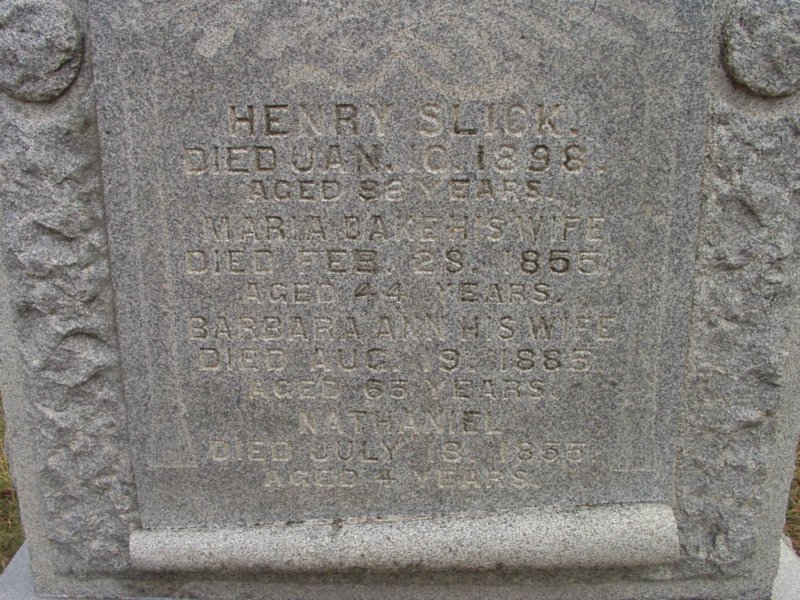 HENRY SLICK.
DIED JAN. 10. 1898.
AGED 88 YEARS.
MARIA DAKE HIS WIFE
DIED FEB. 28. 1855.
AGED 44 YEARS.
BARBARA ANN HIS WIFE
DIED AUG. 19. 1885.
AGED 65 YEARS.
NATHANIEL
DIED JULY 18. 1855.
AGED 4 YEARS